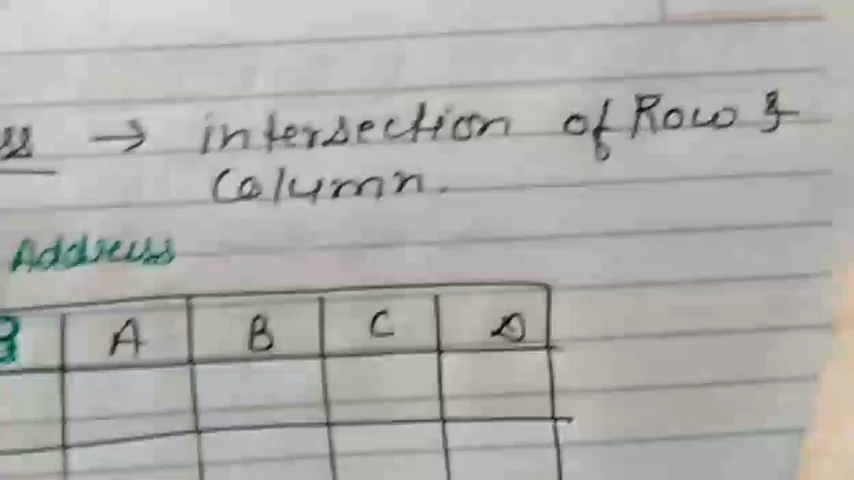 → intersection of Row &
Column.
Address
A B C D